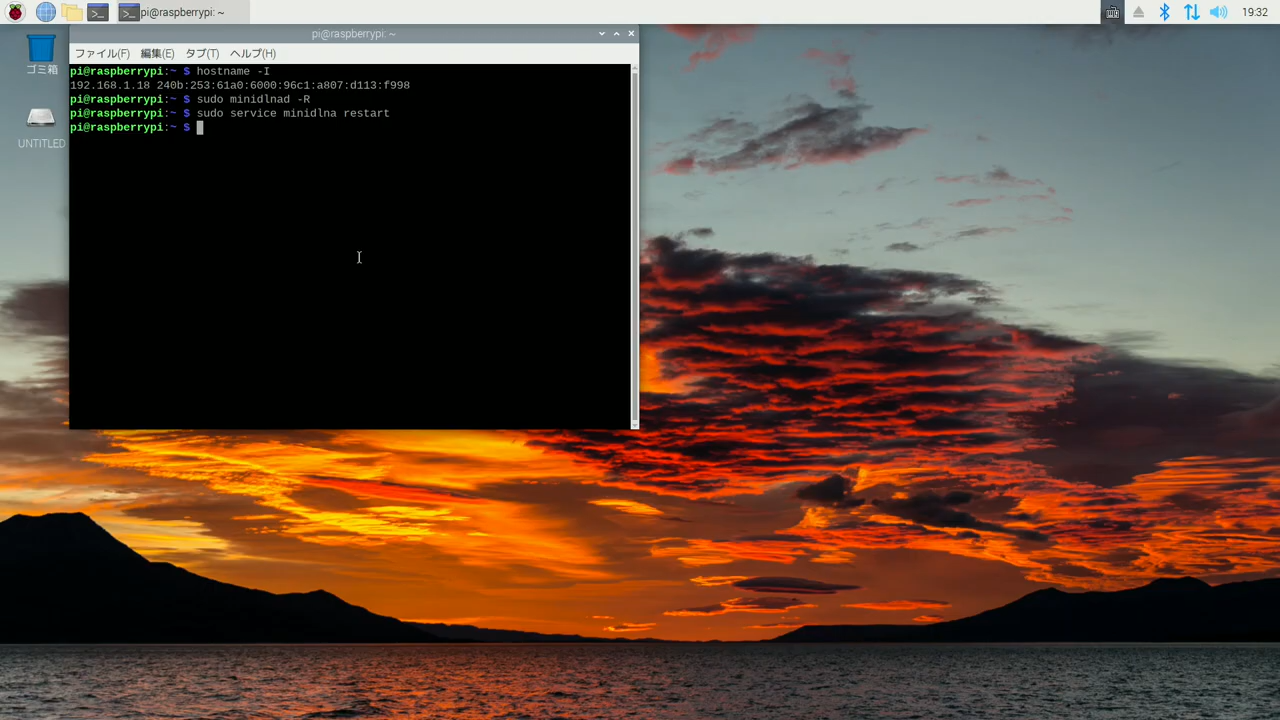 pi@raspberrypi: ~
19:32
pi@raspberrypi: ~
ファイル(F) 編集(E) タブ(T) ヘルプ(H)
pi@raspberrypi:~ $ hostname -I
192.168.1.18 240b:253:61a0:6000:96c1:a807:d113:f998
pi@raspberrypi:~ $ sudo minidlnad -R
pi@raspberrypi:~ $ sudo service minidlna restart
pi@raspberrypi:~ $
ゴミ箱
UNTITLED